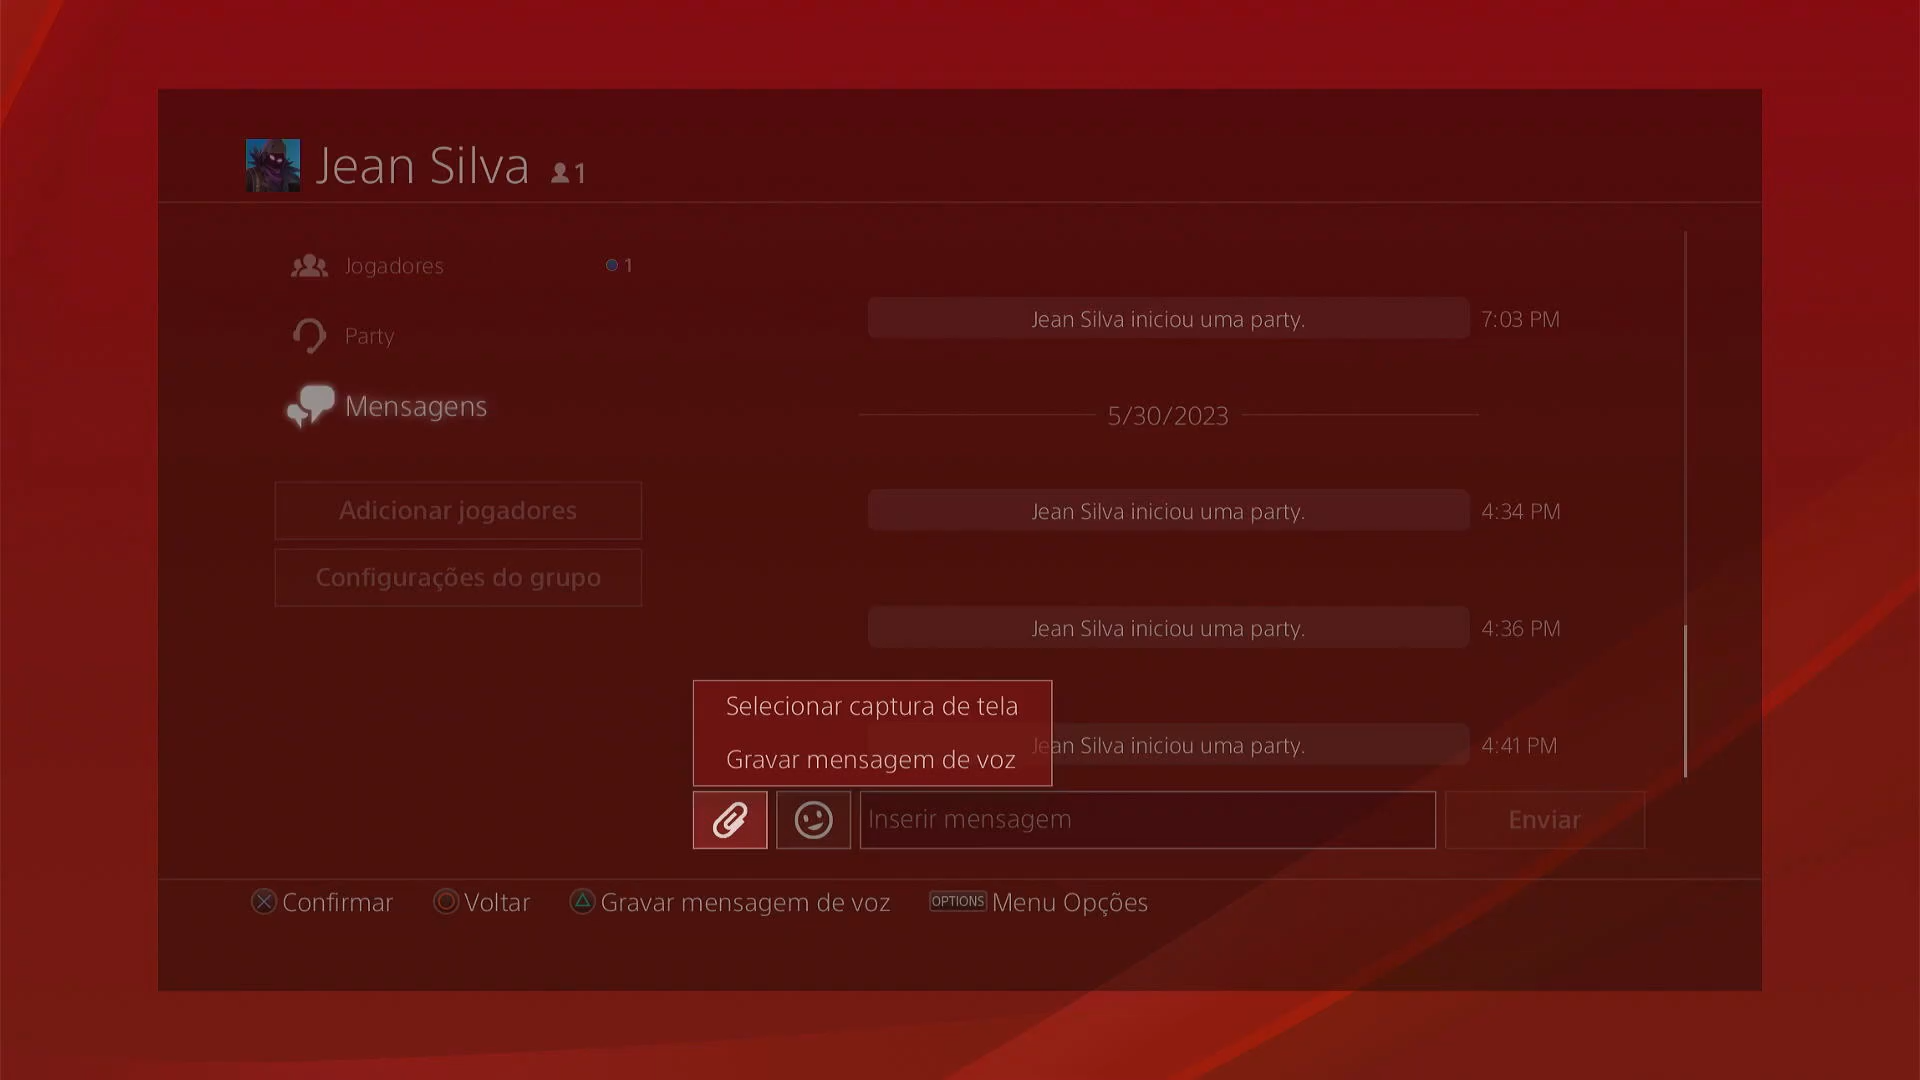 Jean Silva 1
Jogadores 1
Party
Mensagens
Adicionar jogadores
Configurações do grupo
Jean Silva iniciou uma party. 7:03 PM
5/30/2023
Jean Silva iniciou uma party. 4:34 PM
Jean Silva iniciou uma party. 4:36 PM
Jean Silva iniciou uma party. 4:41 PM
Selecionar captura de tela
Gravar mensagem de voz
Inserir mensagem
Enviar
Confirmar Voltar Gravar mensagem de voz OPTIONS Menu Opções